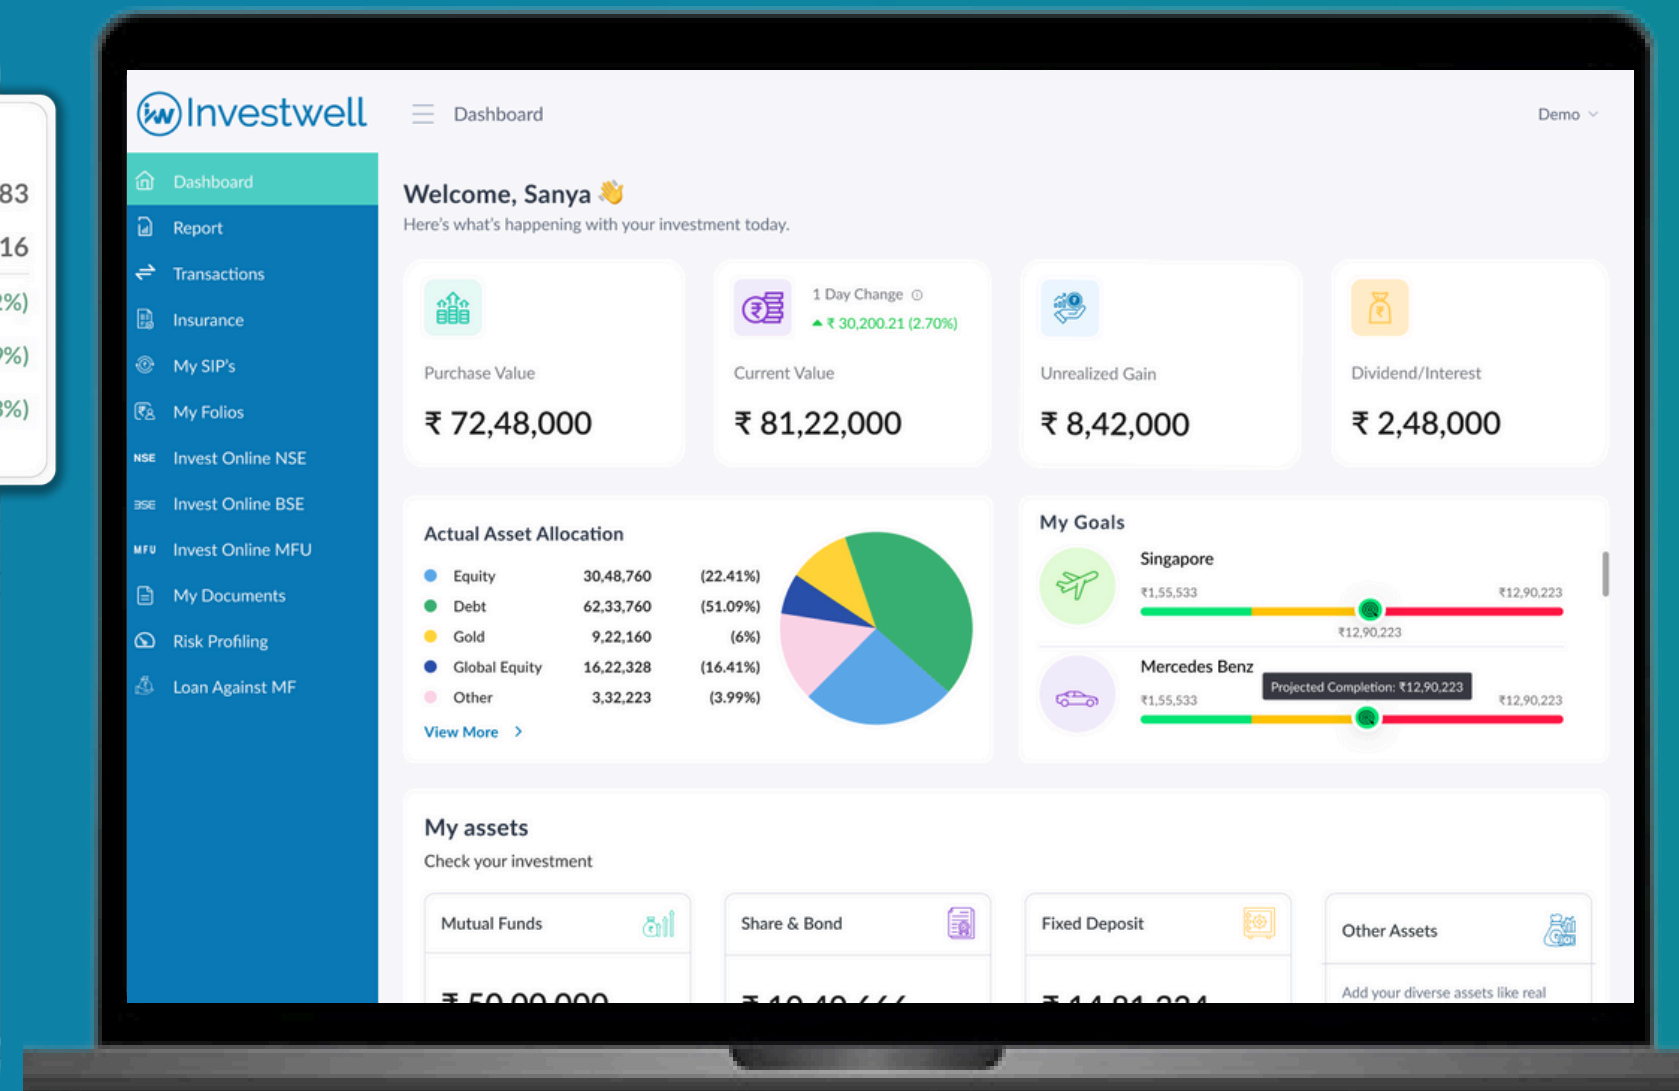 83
16
2%)
9%)
8%)
iw Investwell
Dashboard
Demo
Dashboard
Report
Transactions
Insurance
My SIP's
My Folios
NSE Invest Online NSE
BSE Invest Online BSE
MFU Invest Online MFU
My Documents
Risk Profiling
Loan Against MF
Welcome, Sanya 👋
Here's what's happening with your investment today.
Purchase Value
₹ 72,48,000
1 Day Change
₹ 30,200.21 (2.70%)
Current Value
₹ 81,22,000
Unrealized Gain
₹ 8,42,000
Dividend/Interest
₹ 2,48,000
Actual Asset Allocation
Equity 30,48,760 (22.41%)
Debt 62,33,760 (51.09%)
Gold 9,22,160 (6%)
Global Equity 16,22,328 (16.41%)
Other 3,32,223 (3.99%)
View More >
My Goals
Singapore
₹1,55,533 ₹12,90,223
₹12,90,223
Mercedes Benz
Projected Completion: ₹12,90,223
₹1,55,533 ₹12,90,223
My assets
Check your investment
Mutual Funds
₹ 50,00,000
Share & Bond
Fixed Deposit
Other Assets
Add your diverse assets like real